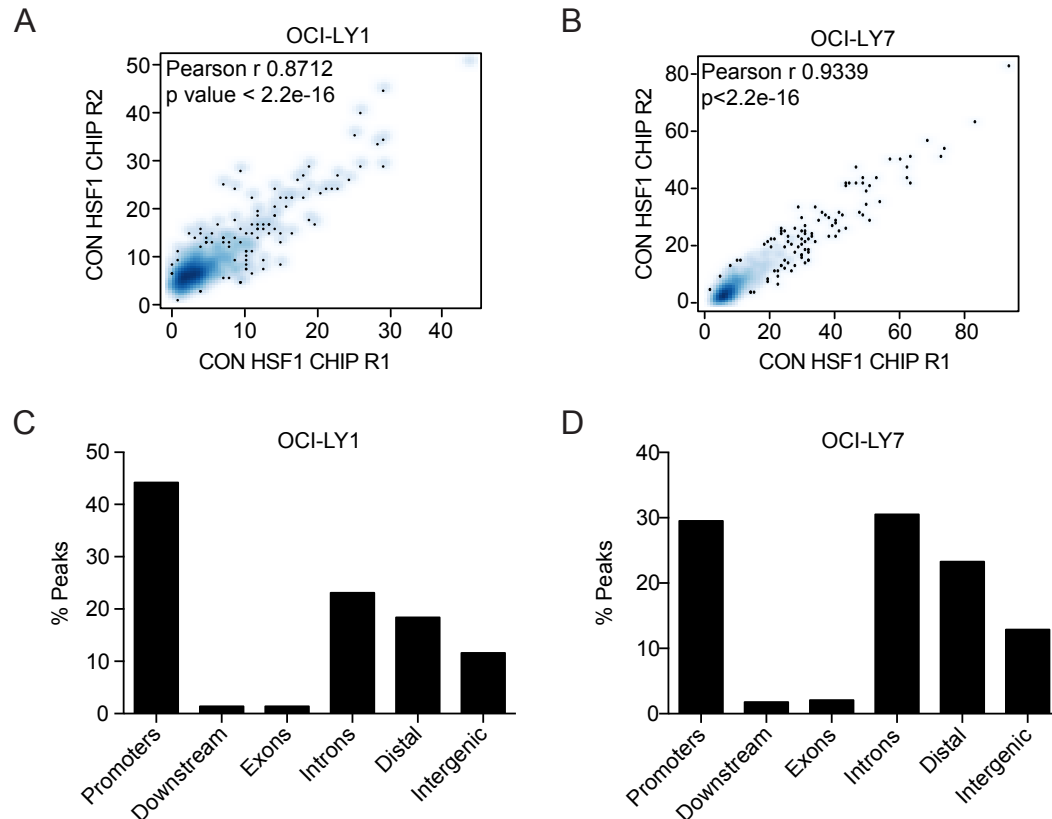 A
OCI-LY1
Pearson r 0.8712
p value < 2.2e-16
CON HSF1 CHIP R2
50
40
30
20
10
0
0 10 20 30 40
CON HSF1 CHIP R1
B
OCI-LY7
Pearson r 0.9339
p<2.2e-16
CON HSF1 CHIP R2
80
60
40
20
0
0 20 40 60 80
CON HSF1 CHIP R1
C
OCI-LY1
% Peaks
50
40
30
20
10
0
Promoters
Downstream
Exons
Introns
Distal
Intergenic
D
OCI-LY7
% Peaks
40
30
20
10
0
Promoters
Downstream
Exons
Introns
Distal
Intergenic